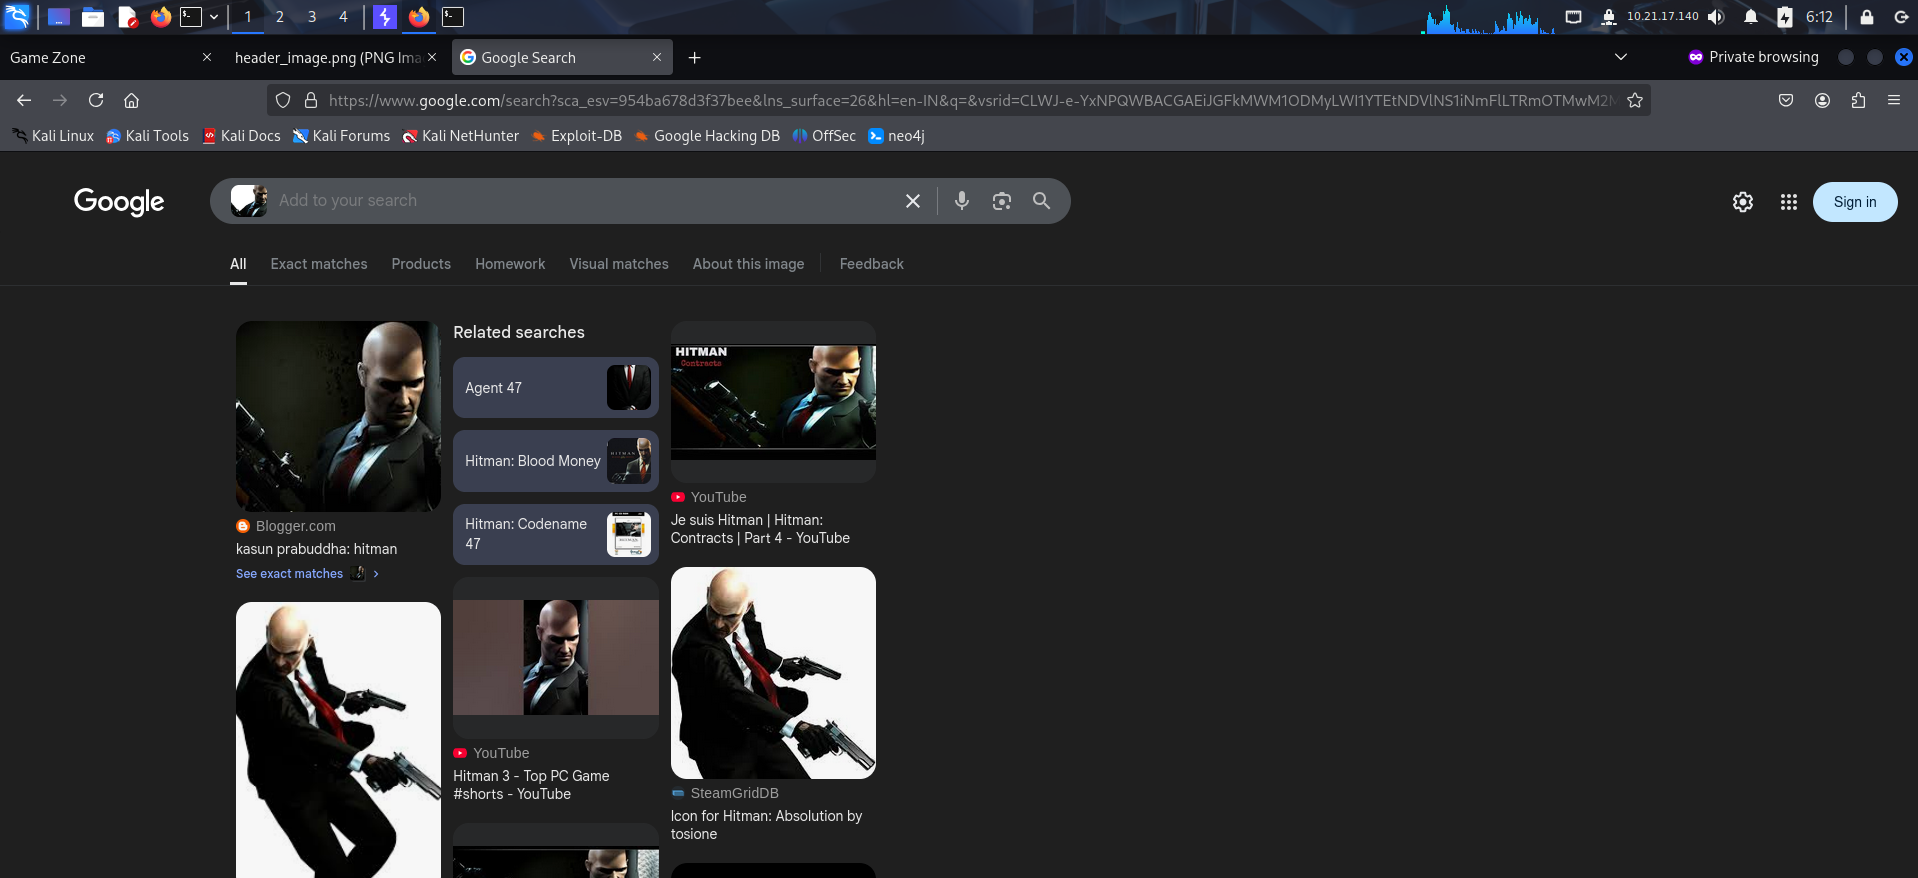 1 2 3 4 10.21.17.140 6:12
Game Zone header_image.png (PNG Ima Google Search Private browsing
https://www.google.com/search?sca_esv=954ba678d3f37bee&lns_surface=26&hl=en-IN&q=&vsrid=CLWJ-e-YxNPQWBACGAEiJGFkMWM1ODMyLWI1YTEtNDVlNS1iNmFlLTRmOTMwM2M
Kali Linux Kali Tools Kali Docs Kali Forums Kali NetHunter Exploit-DB Google Hacking DB OffSec neo4j
Google Add to your search Sign in
All Exact matches Products Homework Visual matches About this image Feedback
Blogger.com
kasun prabuddha: hitman
See exact matches
Related searches
Agent 47
Hitman: Blood Money
HITMAN
Hitman: Codename
47
YouTube
Hitman 3 - Top PC Game
#shorts - YouTube
HITMAN
Contracts
YouTube
Je suis Hitman | Hitman:
Contracts | Part 4 - YouTube
SteamGridDB
Icon for Hitman: Absolution by
tosione